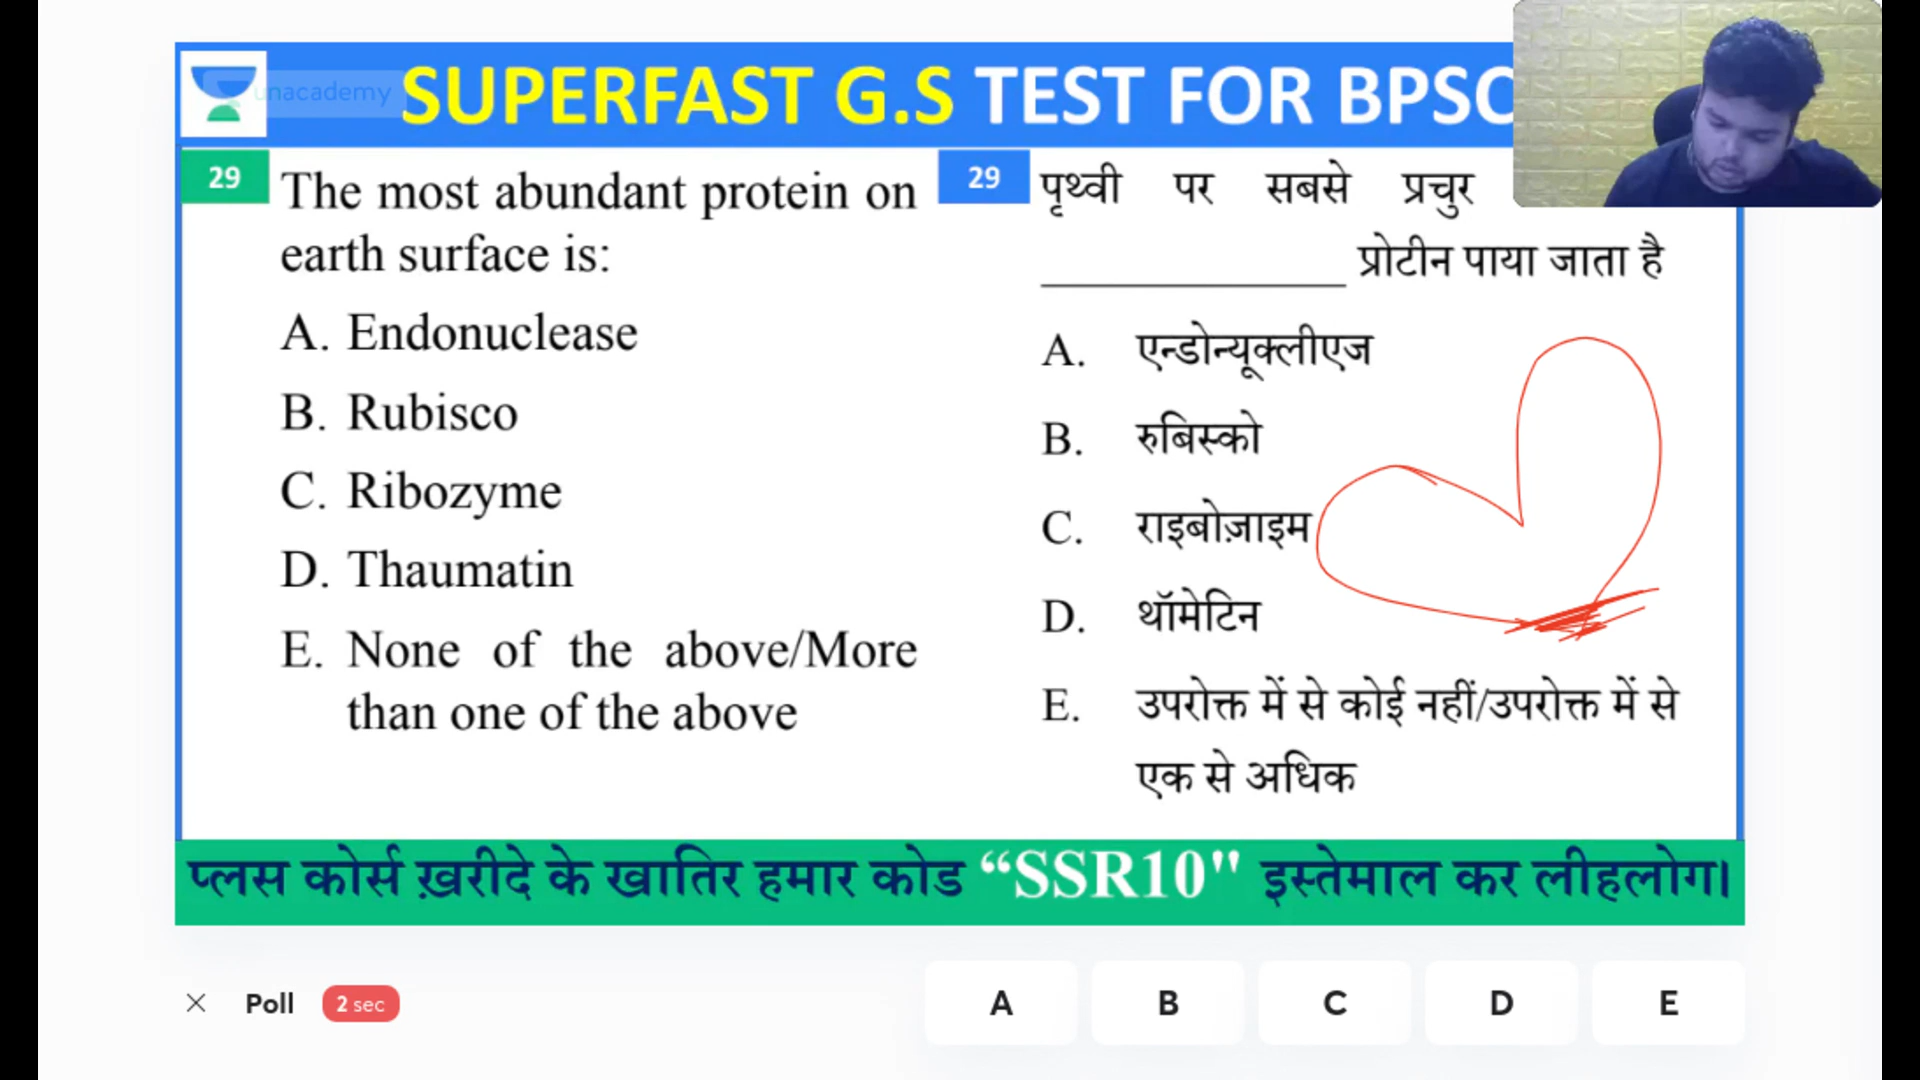 unacademy
SUPERFAST G.S TEST FOR BPSC
29
The most abundant protein on
earth surface is:
A. Endonuclease
B. Rubisco
C. Ribozyme
D. Thaumatin
E. None of the above/More
than one of the above
29
पृथ्वी पर सबसे प्रचुर
_______________ प्रोटीन पाया जाता है
A. एन्डोन्यूक्लीएज
B. रुबिस्को
C. राइबोज़ाइम
D. थॉमेटिन
E. उपरोक्त में से कोई नहीं/उपरोक्त में से
एक से अधिक
प्लस कोर्स ख़रीदे के खातिर हमार कोड “SSR10" इस्तेमाल कर लीहलोग।
Poll 2 sec A B C D E